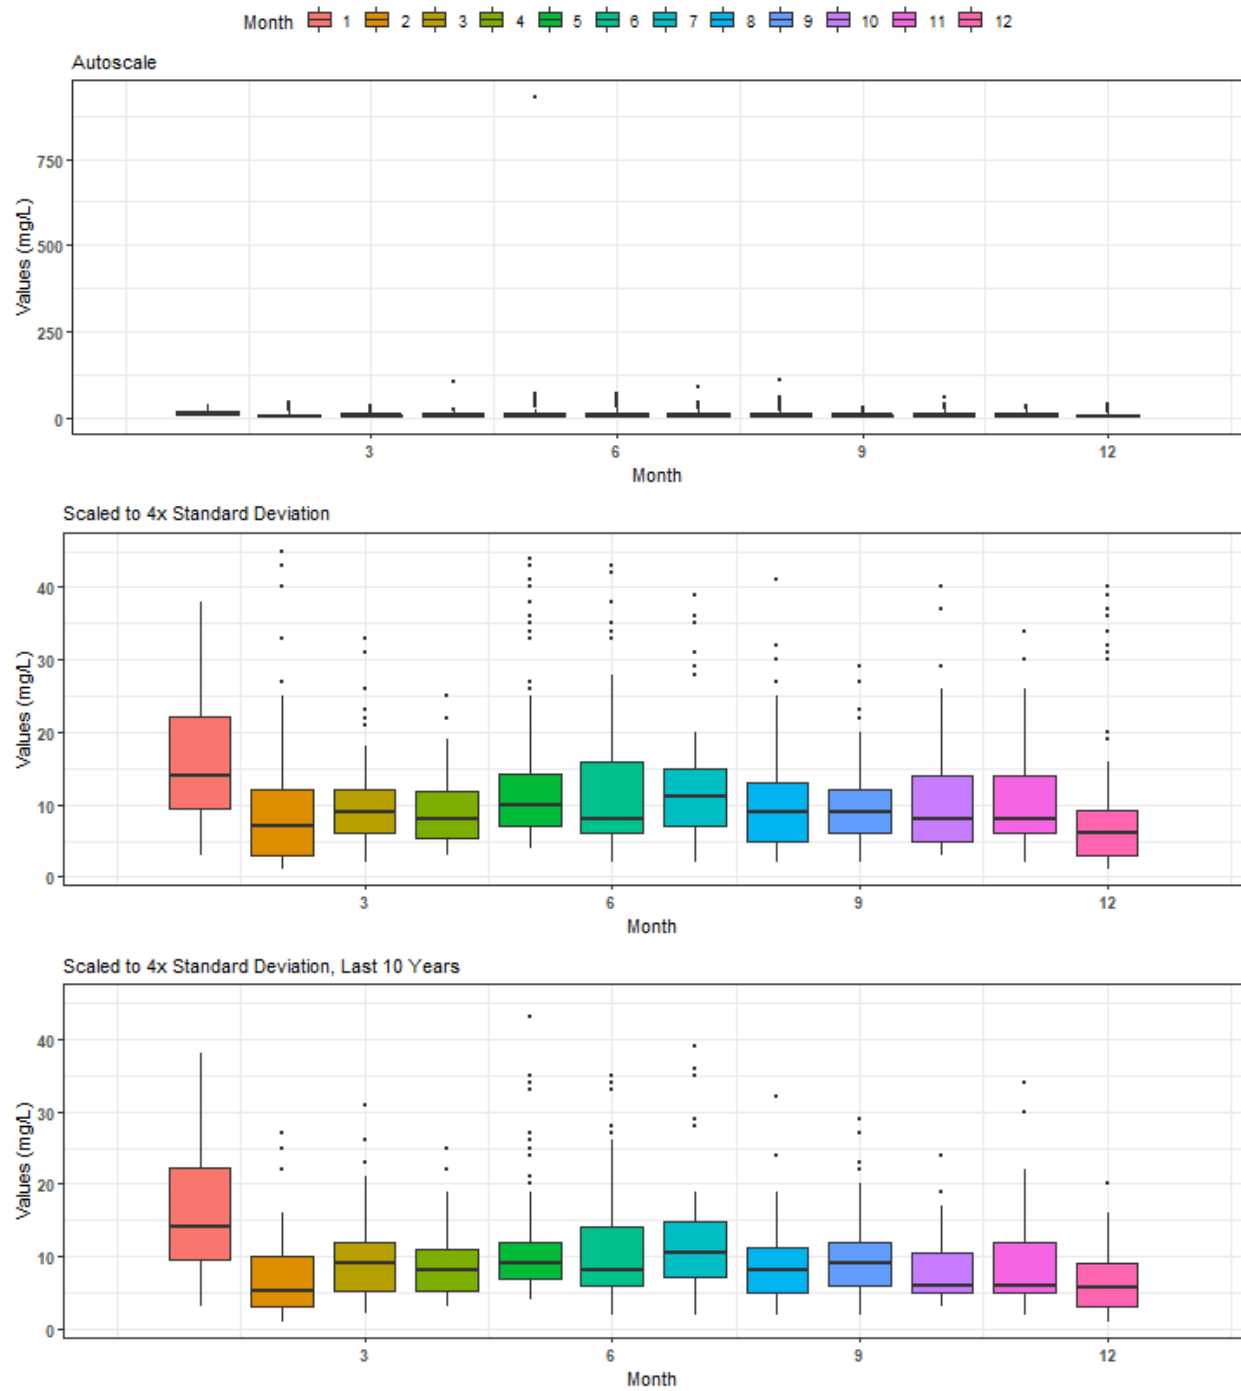 Month 1 2 3 4 5 6 7 8 9 10 11 12
Autoscale
Values (mg/L)
750
500
250
0
3 6 9 12
Month
Scaled to 4x Standard Deviation
Values (mg/L)
40
30
20
10
0
3 6 9 12
Month
Scaled to 4x Standard Deviation, Last 10 Years
Values (mg/L)
40
30
20
10
0
3 6 9 12
Month